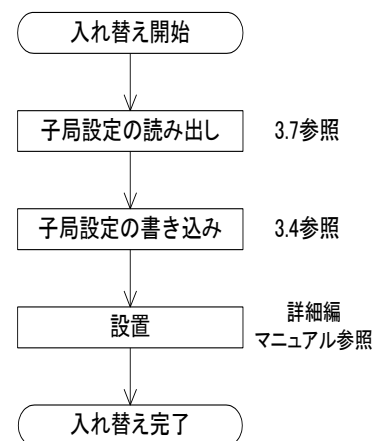 入れ替え開始
子局設定の読み出し 3.7参照
子局設定の書き込み 3.4参照
設置
詳細編
マニュアル参照
入れ替え完了